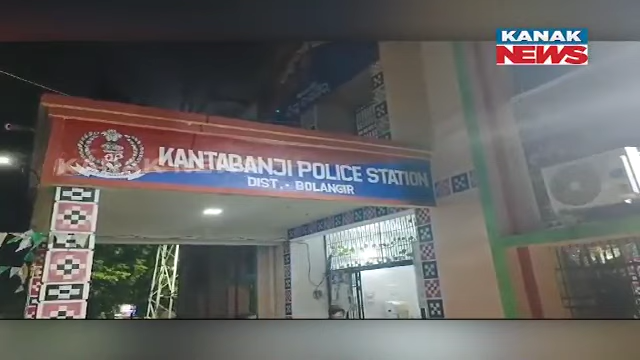 KANAK
NEWS
KANTABANJI POLICE STATION
DIST.- BOLANGIR